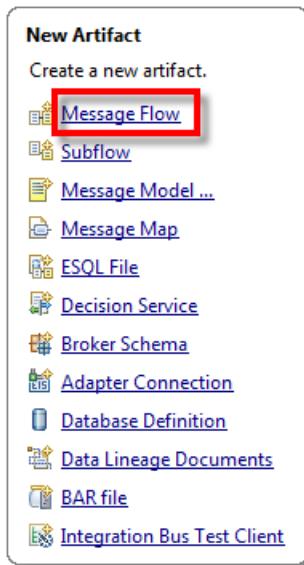 New Artifact
Create a new artifact.
Message Flow
Subflow
Message Model ...
Message Map
ESQL File
Decision Service
Broker Schema
EIS Adapter Connection
Database Definition
Data Lineage Documents
BAR file
Integration Bus Test Client